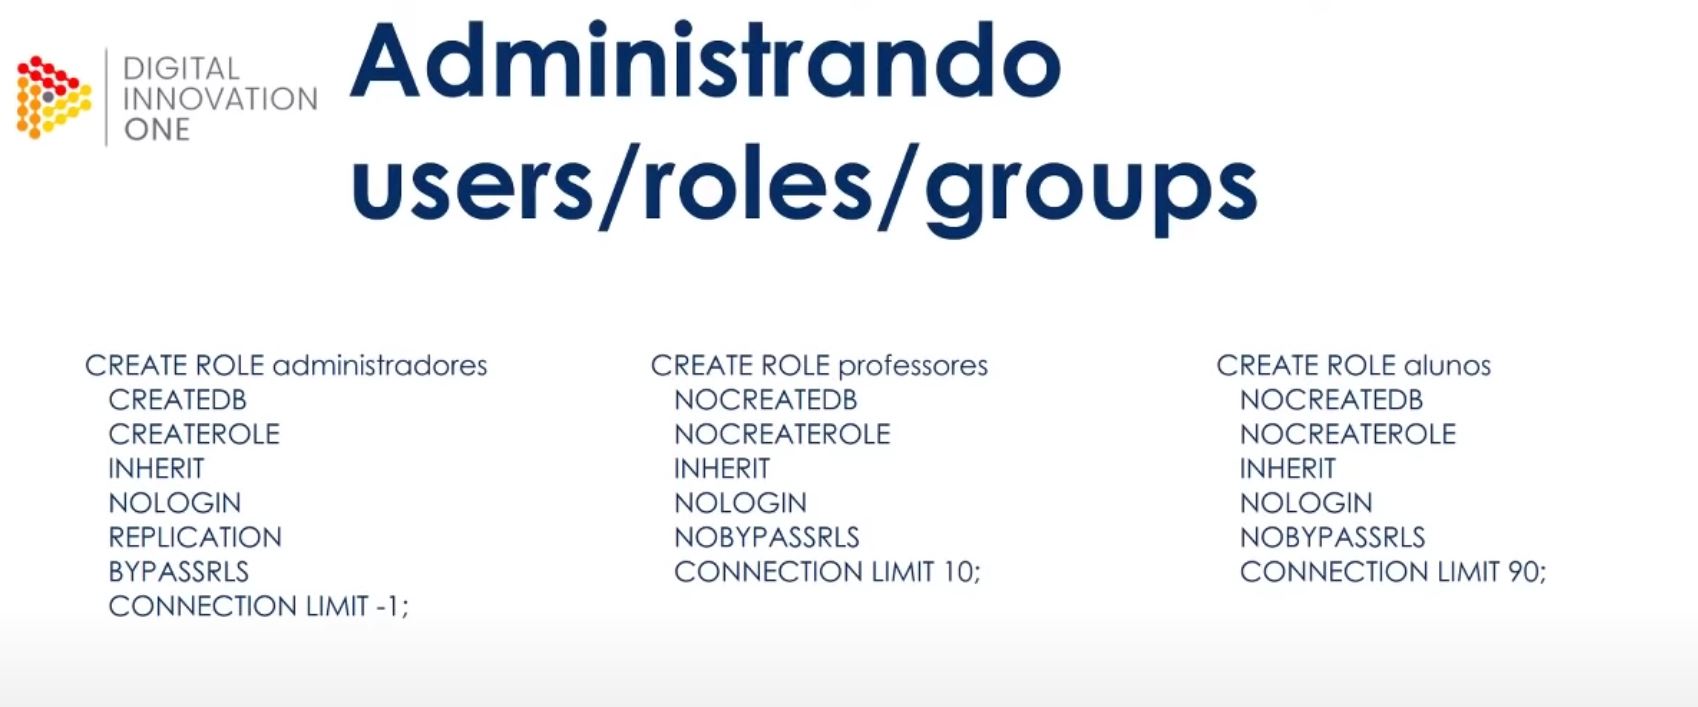 DIGITAL
INNOVATION
ONE
Administrando
users/roles/groups
CREATE ROLE administradores
CREATEDB
CREATEROLE
INHERIT
NOLOGIN
REPLICATION
BYPASSRLS
CONNECTION LIMIT -1;
CREATE ROLE professores
NOCREATEDB
NOCREATEROLE
INHERIT
NOLOGIN
NOBYPASSRLS
CONNECTION LIMIT 10;
CREATE ROLE alunos
NOCREATEDB
NOCREATEROLE
INHERIT
NOLOGIN
NOBYPASSRLS
CONNECTION LIMIT 90;